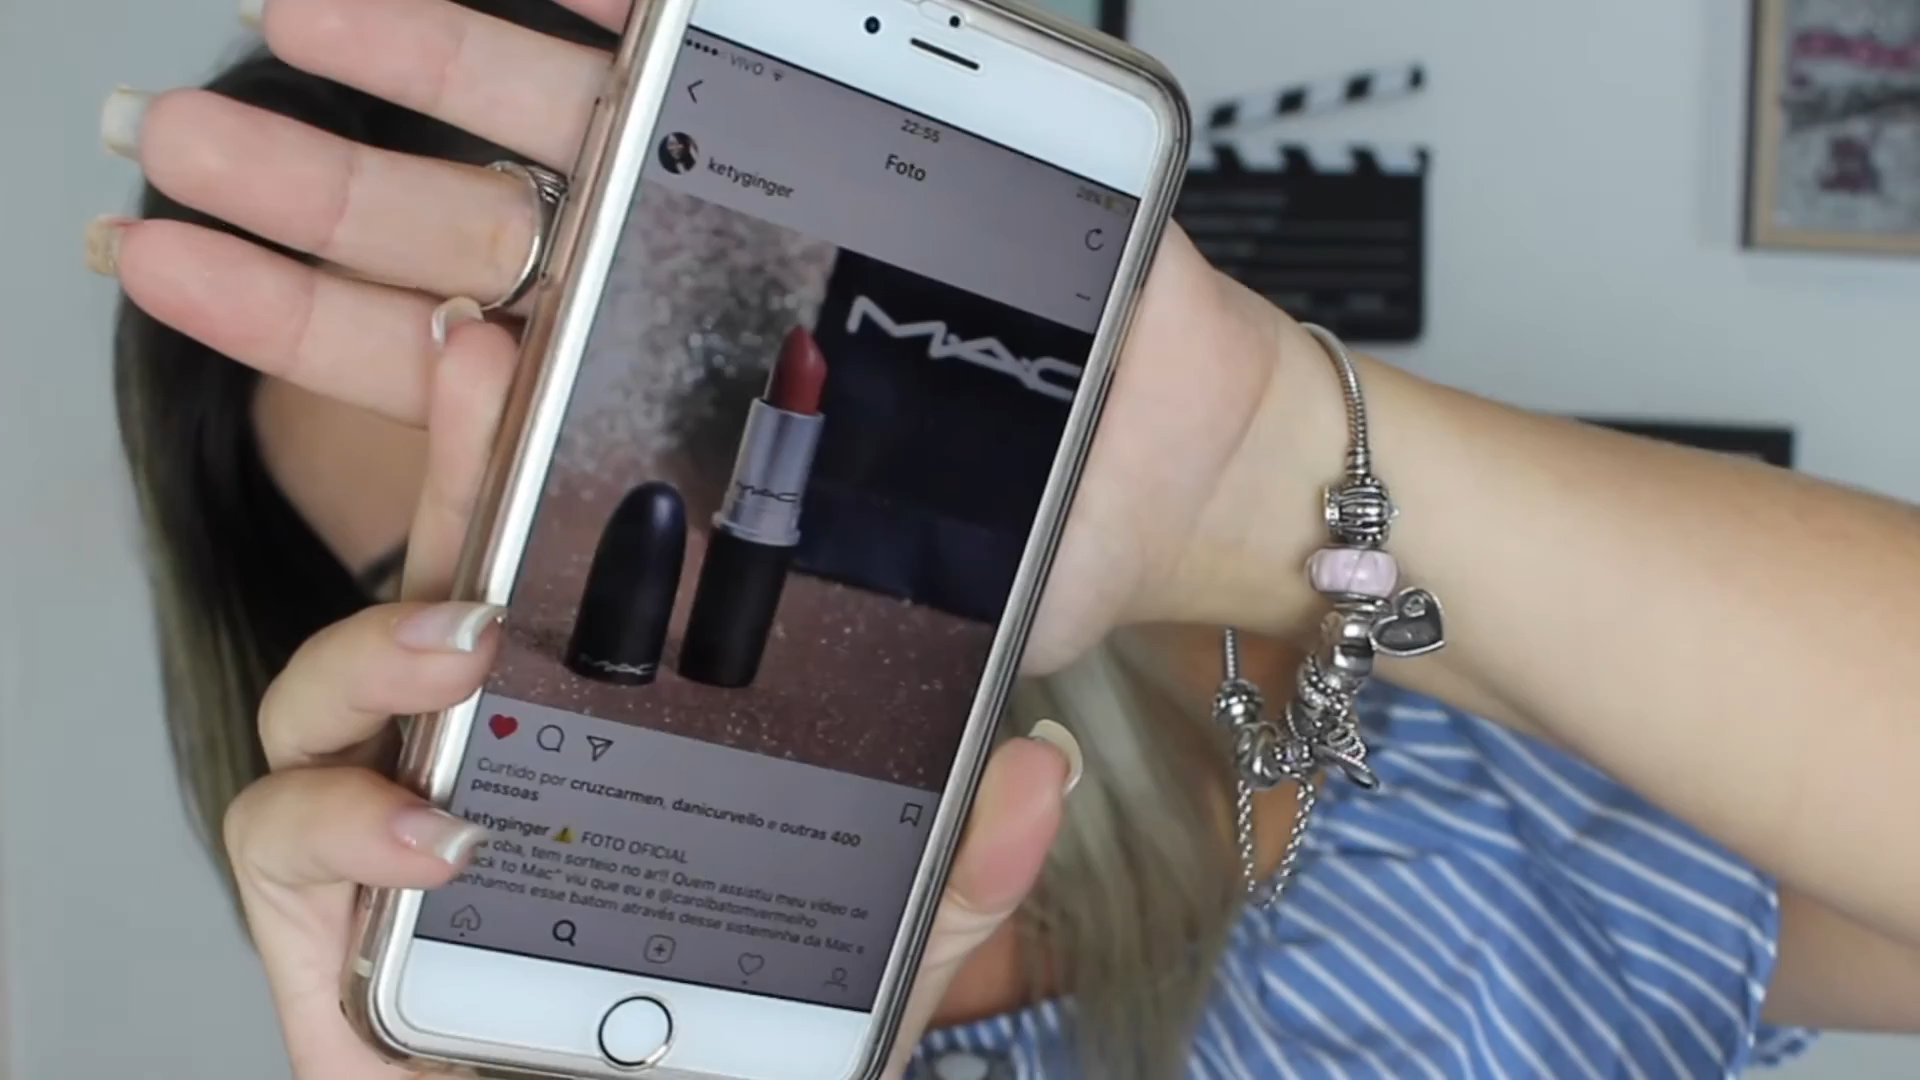 VIVO
22:55
Foto
ketyginger
MAC
MAC
MAC
Curtido por cruzcarmen, danicurvello e outras 400
pessoas
ketyginger ⚠️ FOTO OFICIAL
oba, tem sorteio no ar!! Quem assistiu meu vídeo de
to Mac" viu que eu e @carolbatomvermelho
ganhamos esse batom através desse sisteminha da Mac